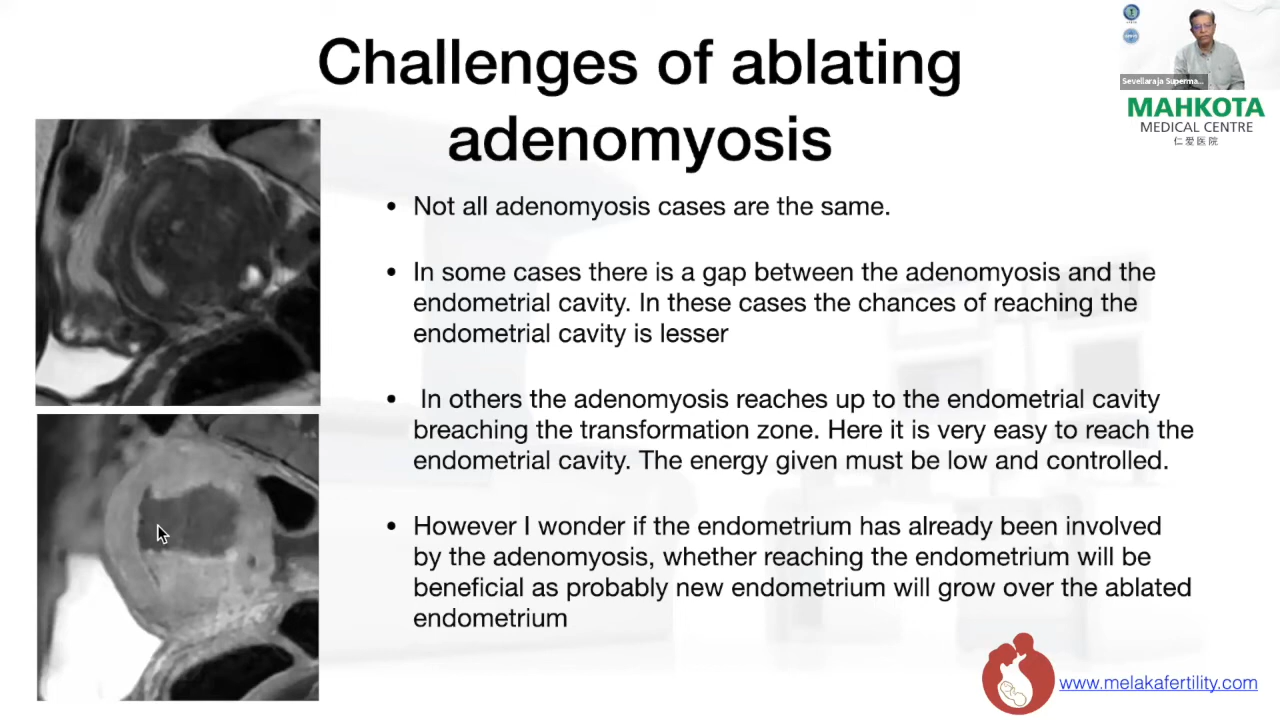 Challenges of ablating
adenomyosis
Sevellaraja Superma...
MAHKOTA
MEDICAL CENTRE
仁爱医院
• Not all adenomyosis cases are the same.
• In some cases there is a gap between the adenomyosis and the
endometrial cavity. In these cases the chances of reaching the
endometrial cavity is lesser
• In others the adenomyosis reaches up to the endometrial cavity
breaching the transformation zone. Here it is very easy to reach the
endometrial cavity. The energy given must be low and controlled.
• However I wonder if the endometrium has already been involved
by the adenomyosis, whether reaching the endometrium will be
beneficial as probably new endometrium will grow over the ablated
endometrium
www.melakafertility.com